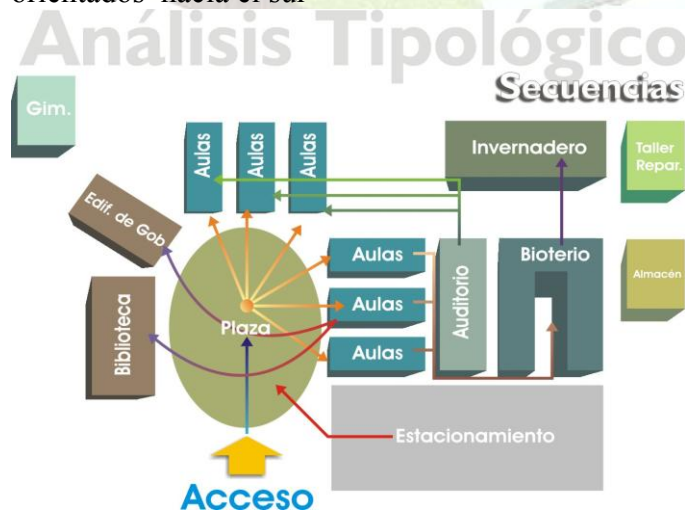 orientados hacia el sur
Análisis Tipológico
Secuencias
Gim.
Aulas
Aulas
Aulas
Invernadero
Taller
Repar.
Edif. de Gob
Aulas
Auditorio
Bioterio
Almacén
Biblioteca
Plaza
Aulas
Aulas
Estacionamiento
Acceso